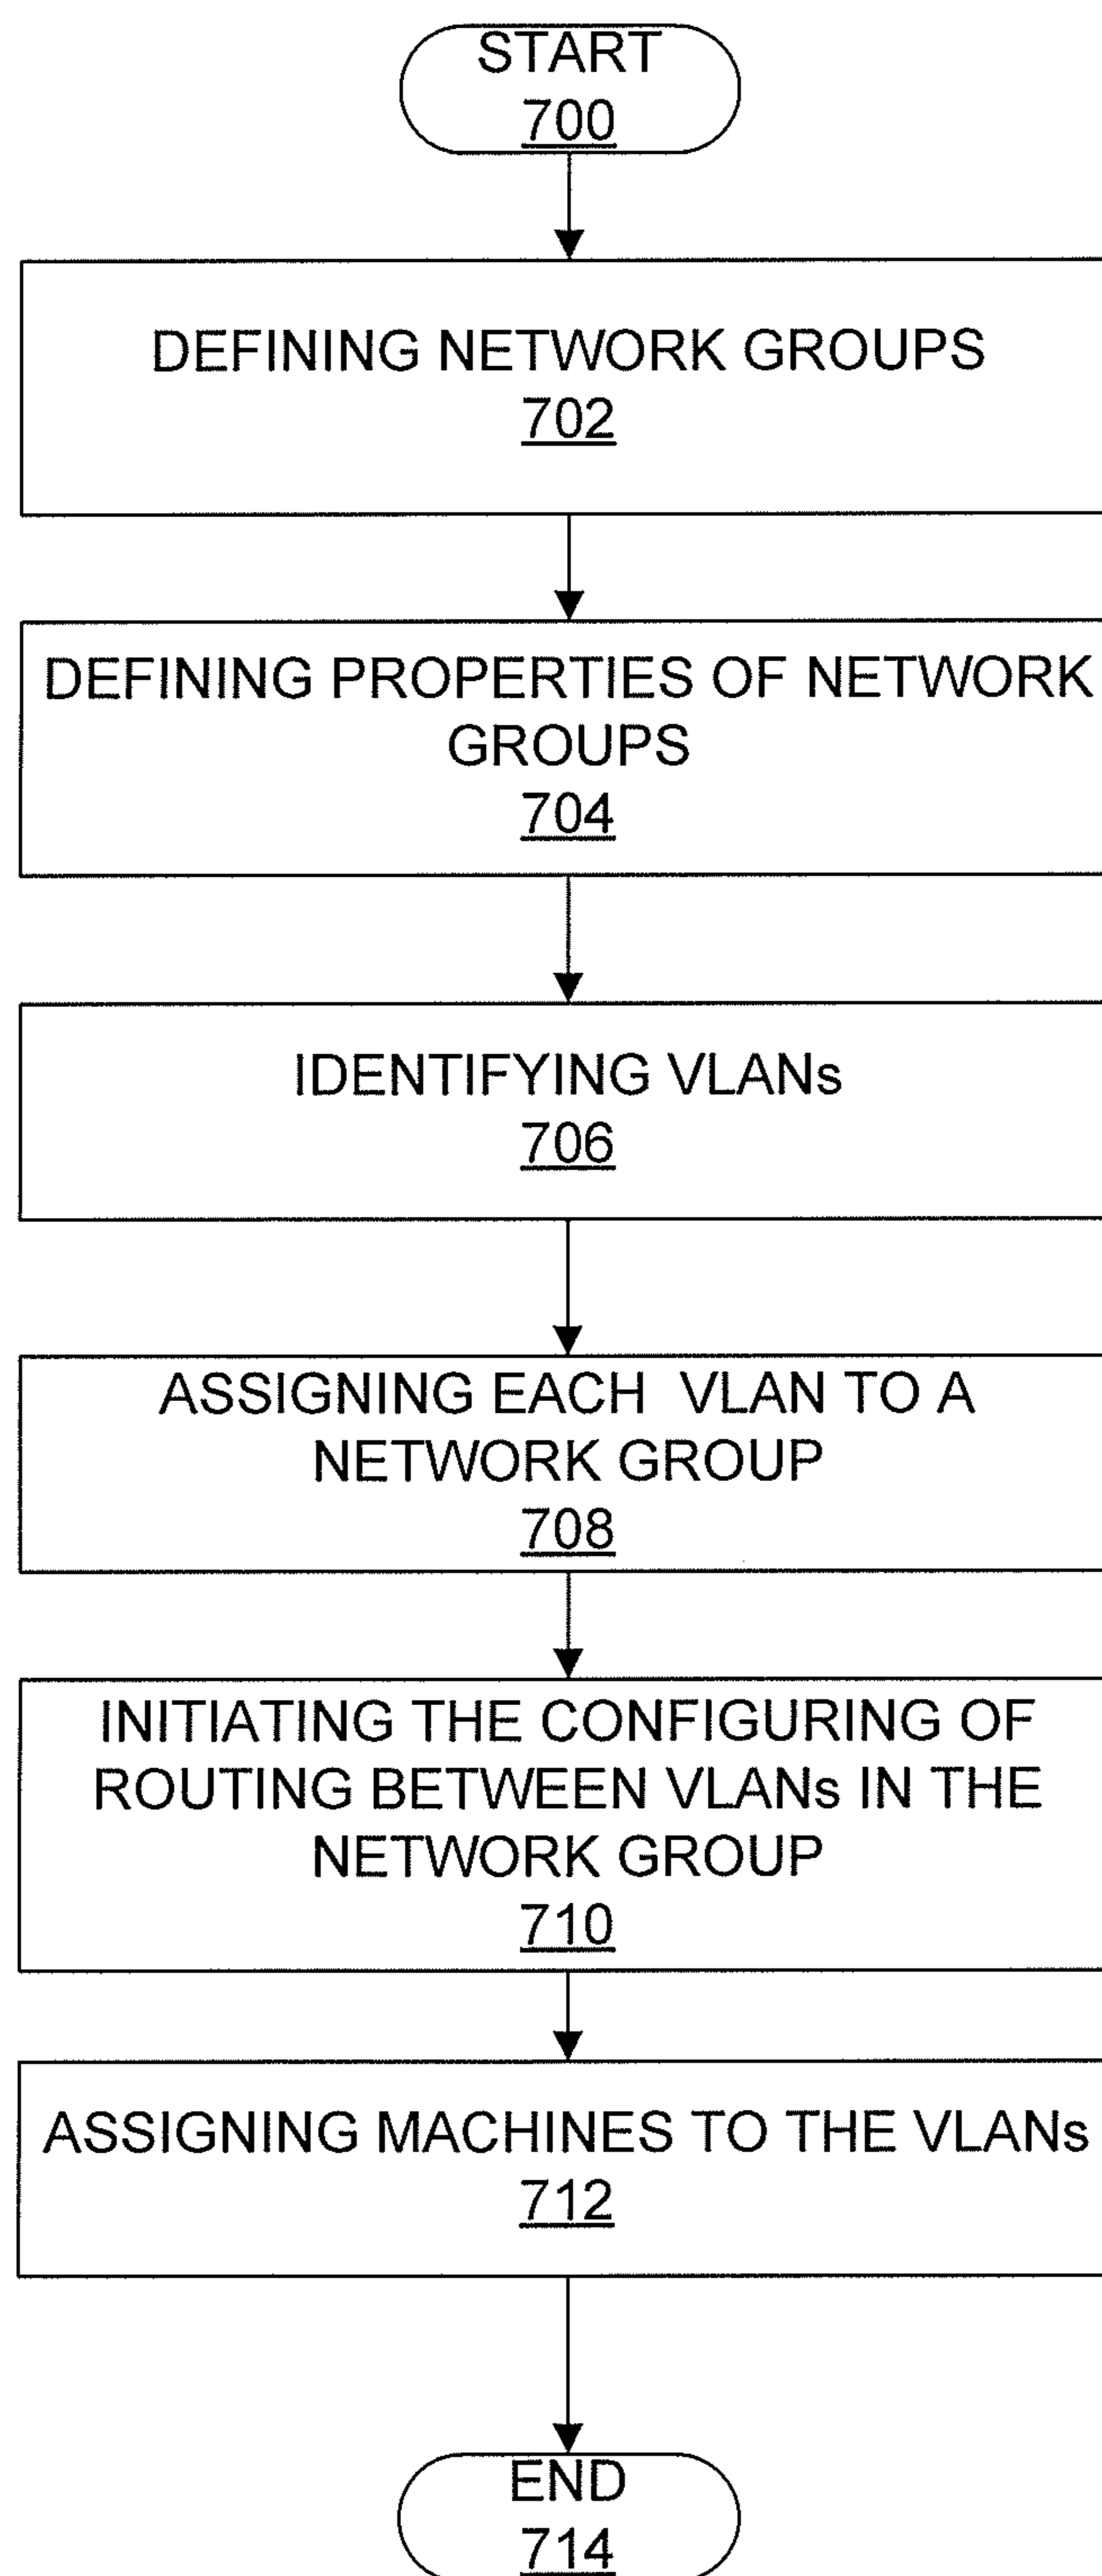 START
700
DEFINING NETWORK GROUPS
702
DEFINING PROPERTIES OF NETWORK
GROUPS
704
IDENTIFYING VLANs
706
ASSIGNING EACH VLAN TO A
NETWORK GROUP
708
INITIATING THE CONFIGURING OF
ROUTING BETWEEN VLANs IN THE
NETWORK GROUP
710
ASSIGNING MACHINES TO THE VLANs
712
END
714